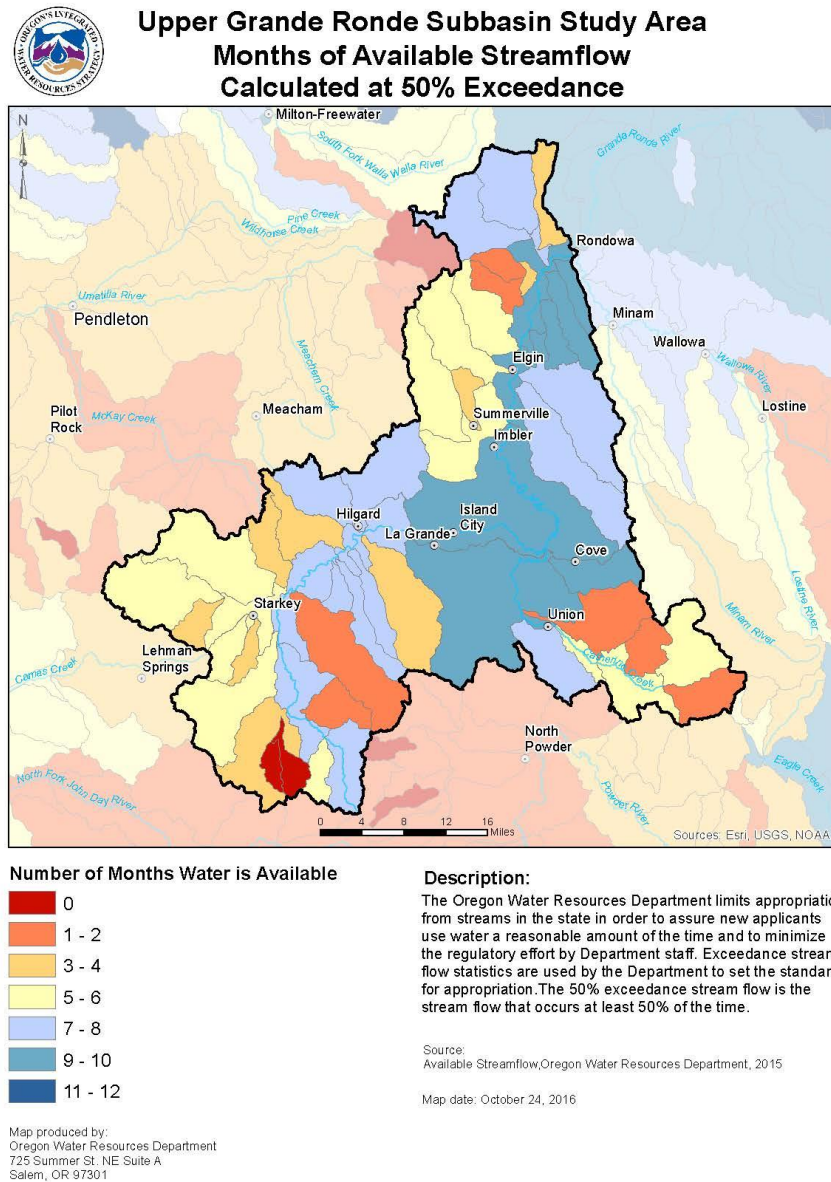 OREGON'S INTEGRATED
WATER RESOURCES STRATEGY
Upper Grande Ronde Subbasin Study Area
Months of Available Streamflow
Calculated at 50% Exceedance
N
Milton-Freewater
South Fork Walla Walla River
Grande Ronde River
Pine Creek
Wildhorse Creek
Rondowa
Umatilla River
Pendleton
Minam
Wallowa
Wallowa River
Elgin
Meacham Creek
Pilot
Rock
McKay Creek
Meacham
Summerville
Imbler
Lostine
Hilgard
Island
City
La Grande
Cove
Starkey
Union
Lostine River
Minam River
Lehman
Springs
Camas Creek
Catherine Creek
North
Powder
Eagle Creek
North Fork John Day River
Powder River
0 4 8 12 16
Miles
Sources: Esri, USGS, NOAA
Number of Months Water is Available
0
1 - 2
3 - 4
5 - 6
7 - 8
9 - 10
11 - 12
Description:
The Oregon Water Resources Department limits appropriatio
from streams in the state in order to assure new applicants
use water a reasonable amount of the time and to minimize
the regulatory effort by Department staff. Exceedance stream
flow statistics are used by the Department to set the standar
for appropriation.The 50% exceedance stream flow is the
stream flow that occurs at least 50% of the time.
Source:
Available Streamflow,Oregon Water Resources Department, 2015
Map date: October 24, 2016
Map produced by:
Oregon Water Resources Department
725 Summer St. NE Suite A
Salem, OR 97301